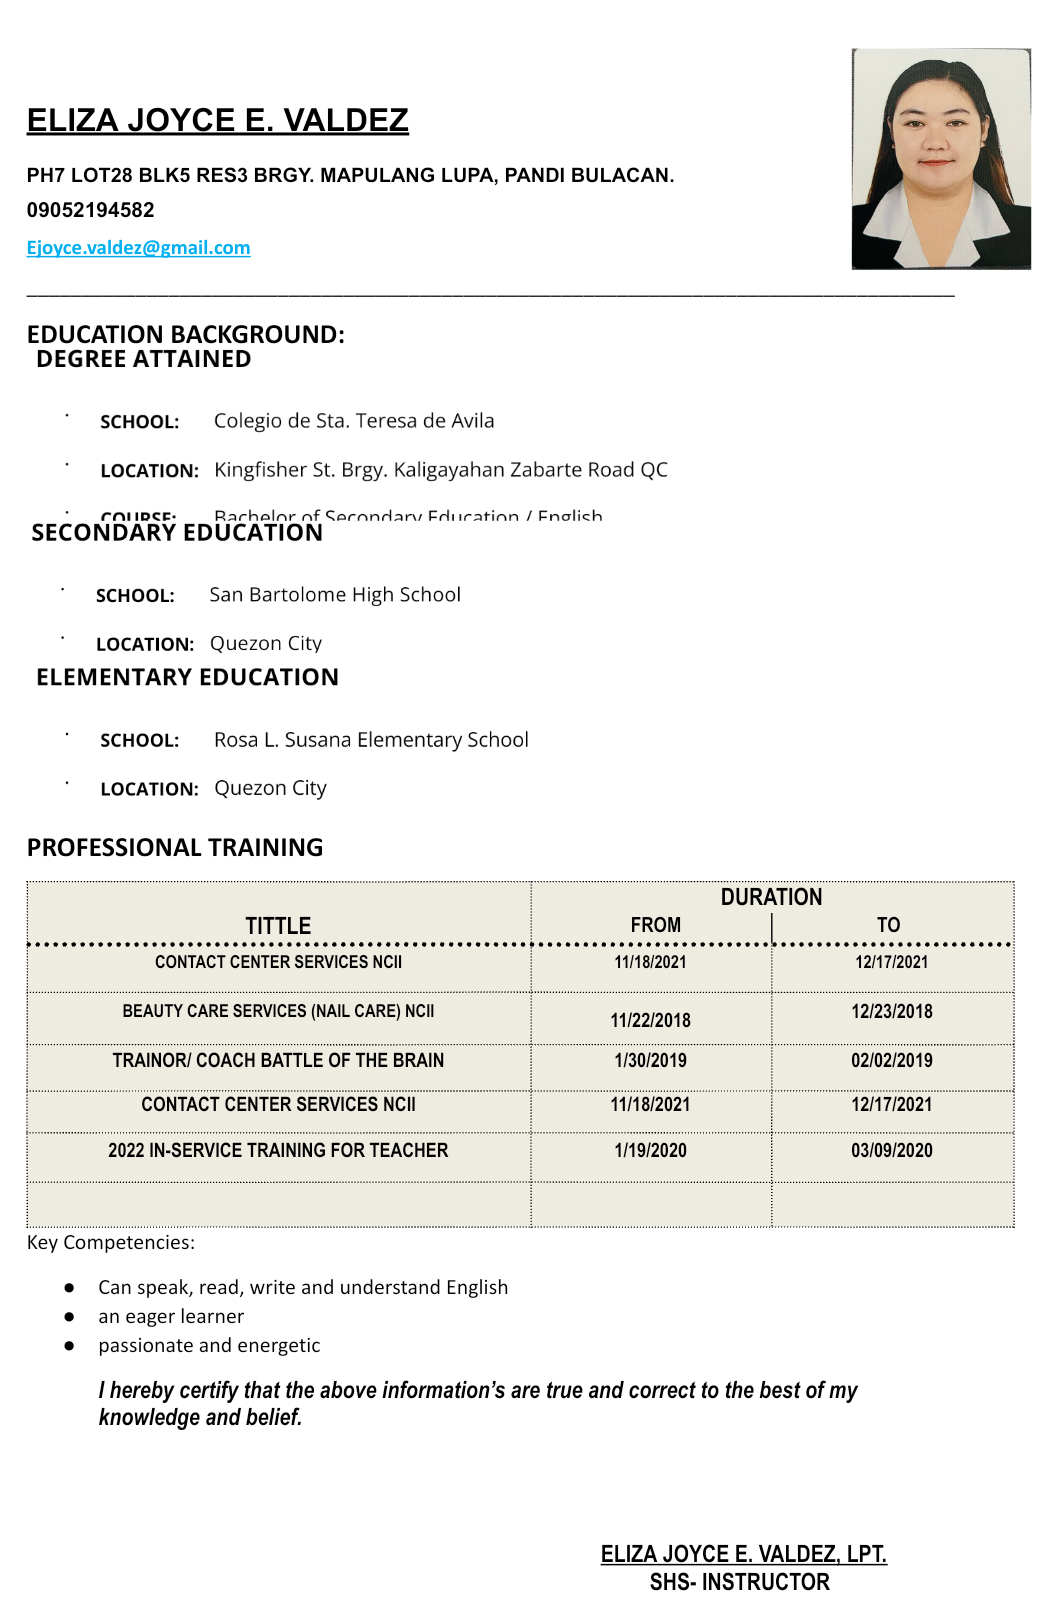 ELIZA JOYCE E. VALDEZ
PH7 LOT28 BLK5 RES3 BRGY. MAPULANG LUPA, PANDI BULACAN.
09052194582
Ejoyce.valdez@gmail.com
EDUCATION BACKGROUND:
DEGREE ATTAINED
· SCHOOL: Colegio de Sta. Teresa de Avila
· LOCATION: Kingfisher St. Brgy. Kaligayahan Zabarte Road QC
· COURSE: Bachelor of Secondary Education / English
SECONDARY EDUCATION
· SCHOOL: San Bartolome High School
· LOCATION: Quezon City
ELEMENTARY EDUCATION
· SCHOOL: Rosa L. Susana Elementary School
· LOCATION: Quezon City
PROFESSIONAL TRAINING
DURATION
TITTLE FROM TO
CONTACT CENTER SERVICES NCII 11/18/2021 12/17/2021
BEAUTY CARE SERVICES (NAIL CARE) NCII 11/22/2018 12/23/2018
TRAINOR/ COACH BATTLE OF THE BRAIN 1/30/2019 02/02/2019
CONTACT CENTER SERVICES NCII 11/18/2021 12/17/2021
2022 IN-SERVICE TRAINING FOR TEACHER 1/19/2020 03/09/2020
Key Competencies:
● Can speak, read, write and understand English
● an eager learner
● passionate and energetic
I hereby certify that the above information’s are true and correct to the best of my
knowledge and belief.
ELIZA JOYCE E. VALDEZ, LPT.
SHS- INSTRUCTOR